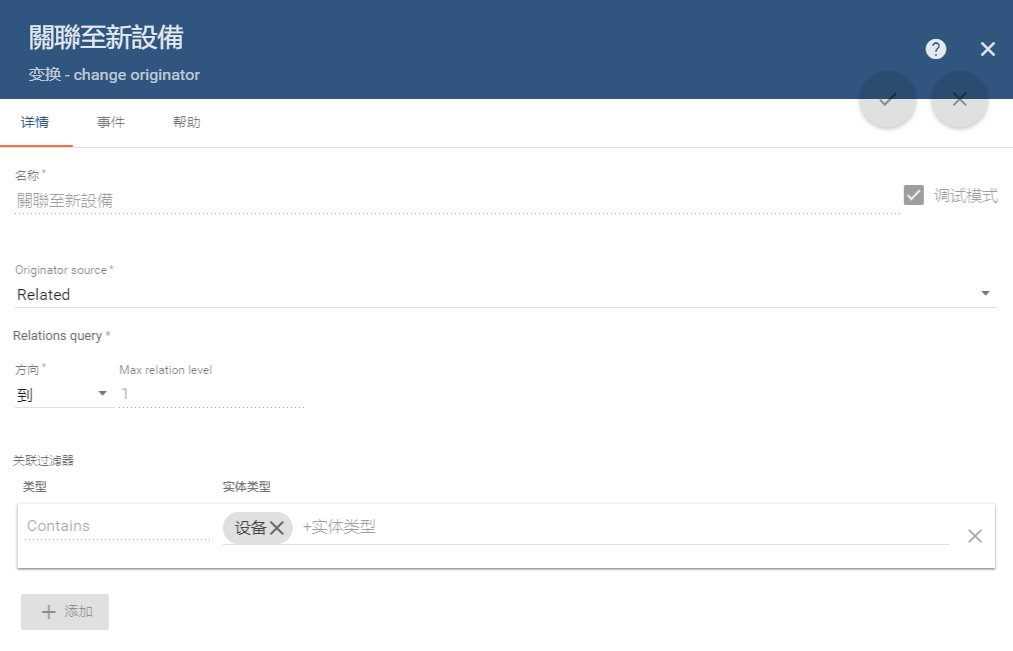 關聯至新設備
变换 - change originator
详情
事件
帮助
名称 *
關聯至新設備
调试模式
Originator source *
Related
Relations query *
方向 *
Max relation level
到
1
关联过滤器
类型
实体类型
Contains
设备
+实体类型
添加